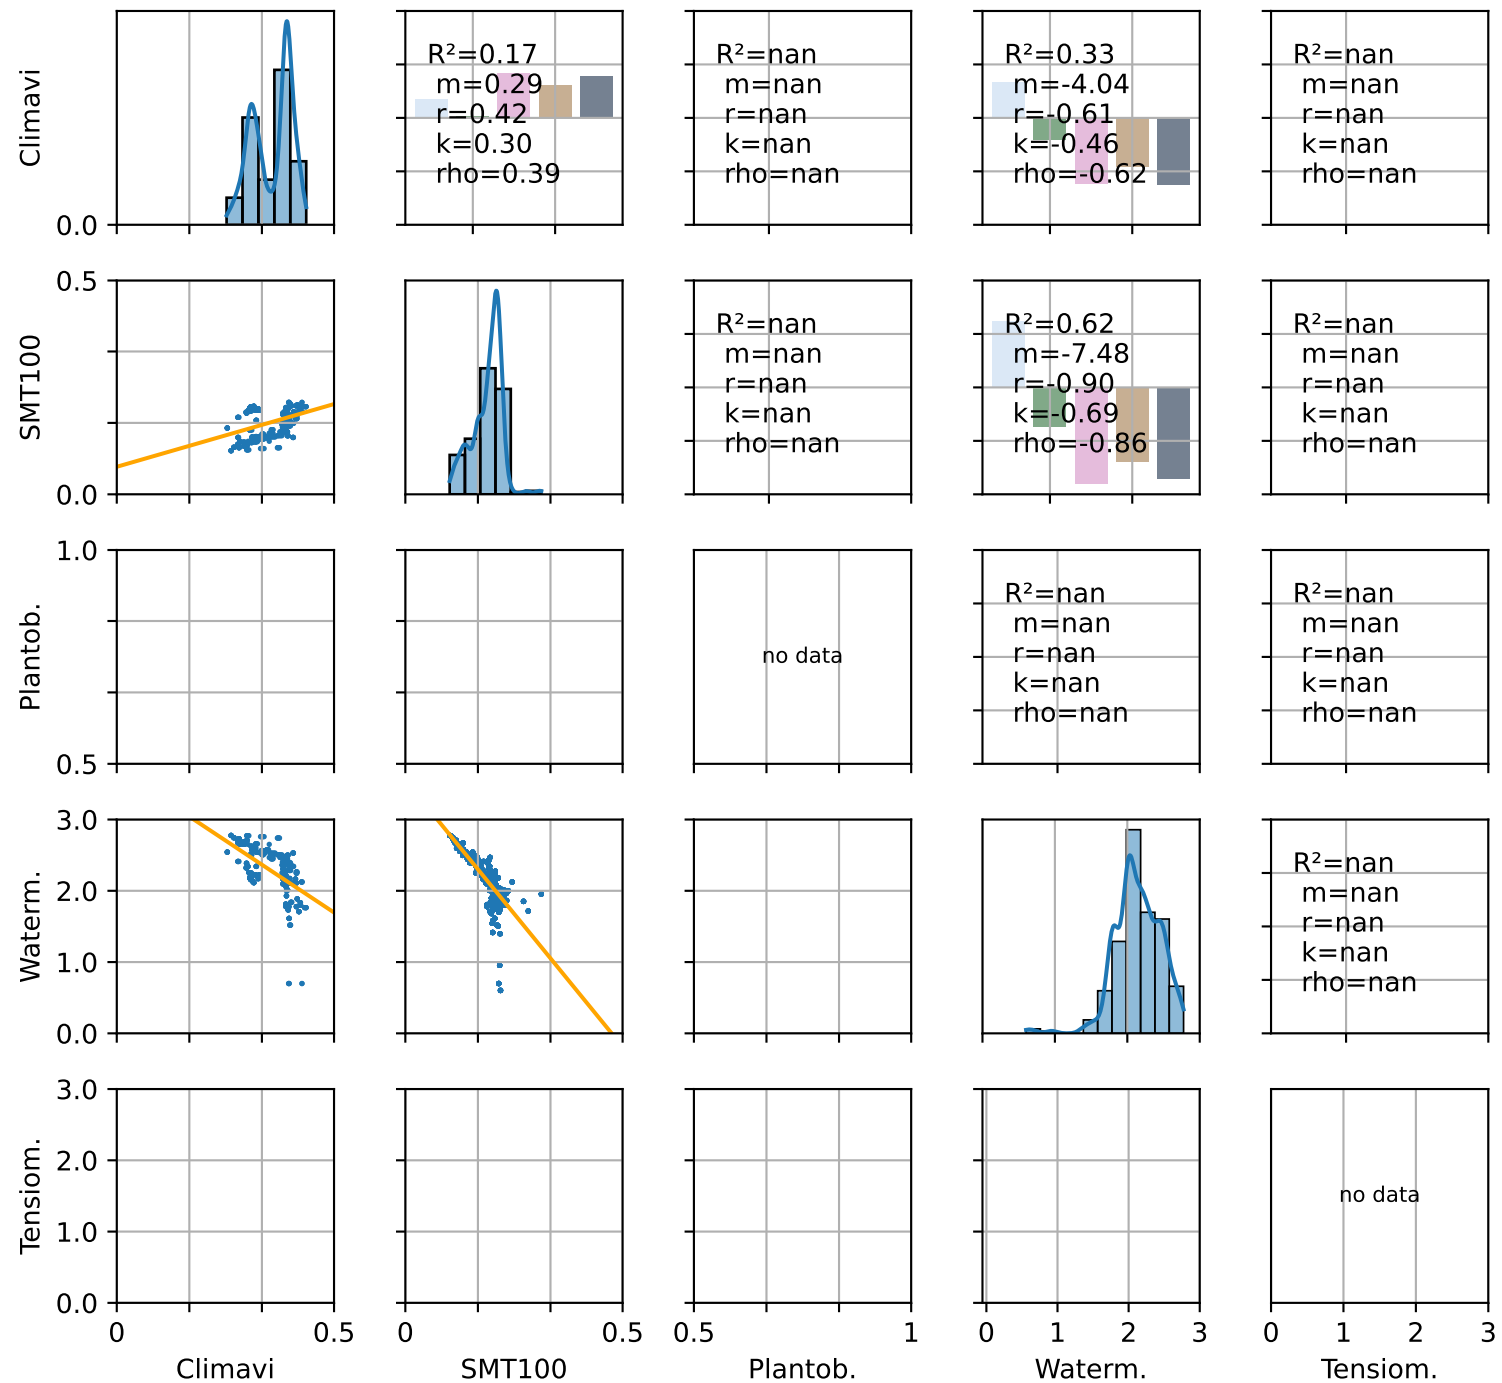 Climavi
0.0
R²=0.17
m=0.29
r=0.42
k=0.30
rho=0.39
R²=nan
m=nan
r=nan
k=nan
rho=nan
R²=0.33
m=-4.04
r=-0.61
k=-0.46
rho=-0.62
R²=nan
m=nan
r=nan
k=nan
rho=nan
SMT100
0.5
0.0
R²=nan
m=nan
r=nan
k=nan
rho=nan
R²=0.62
m=-7.48
r=-0.90
k=-0.69
rho=-0.86
R²=nan
m=nan
r=nan
k=nan
rho=nan
Plantob.
1.0
0.5
no data
R²=nan
m=nan
r=nan
k=nan
rho=nan
R²=nan
m=nan
r=nan
k=nan
rho=nan
Waterm.
3.0
2.0
1.0
0.0
R²=nan
m=nan
r=nan
k=nan
rho=nan
Tensiom.
3.0
2.0
1.0
0.0
no data
0 0.5 0 0.5 0.5 1 0 1 2 3 0 1 2 3
Climavi SMT100 Plantob. Waterm. Tensiom.